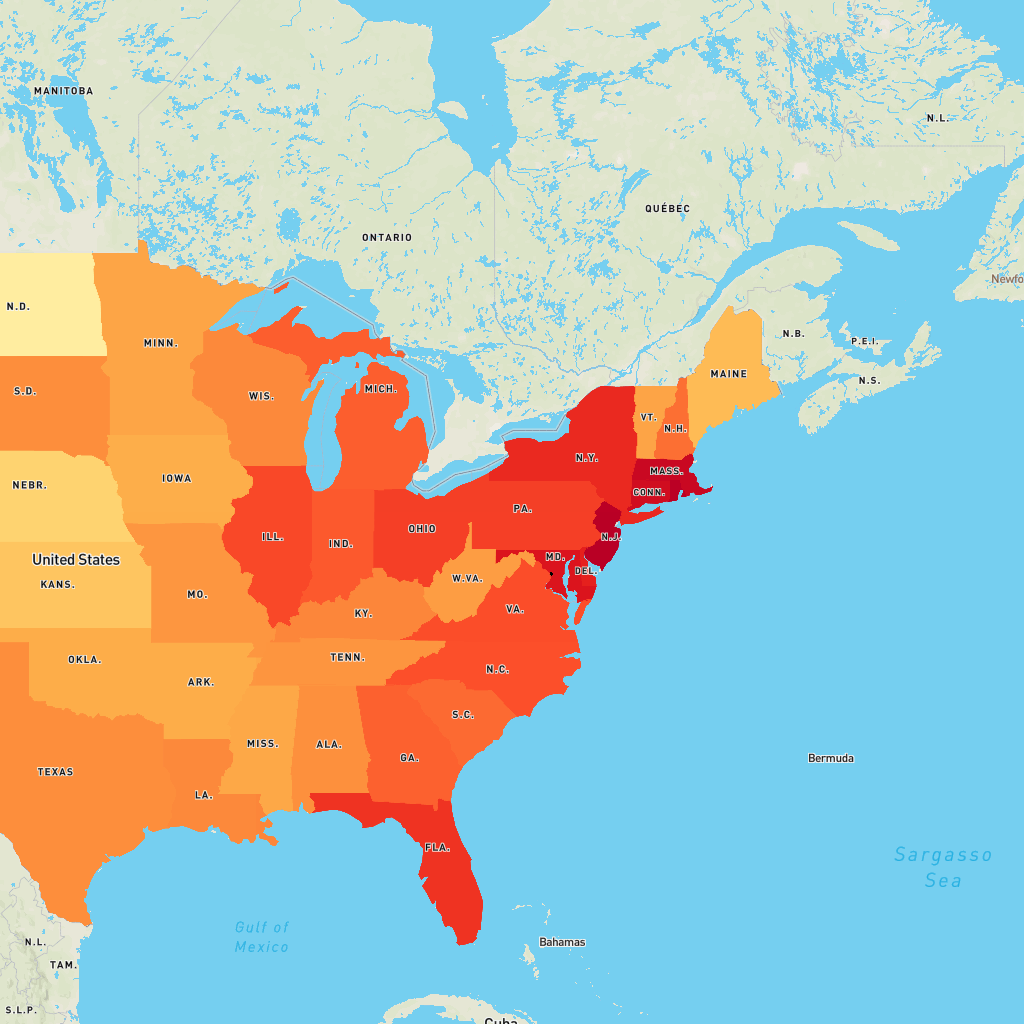 MANITOBA
N.L.
QUÉBEC
ONTARIO
Newfo
N.D.
N.B.
MINN.
P.E.I.
MAINE
N.S.
S.D.
MICH.
WIS.
VT.
N.H.
N.Y.
MASS.
IOWA
NEBR.
CONN.
PA.
OHIO
ILL.
N.J.
IND.
MD.
United States
DEL.
W.VA.
KANS.
MO.
VA.
KY.
TENN.
OKLA.
N.C.
ARK.
S.C.
MISS.
ALA.
GA.
Bermuda
TEXAS
LA.
FLA.
Sargasso
Sea
Gulf of
Mexico
N.L.
Bahamas
TAM.
S.L.P.
Cuba